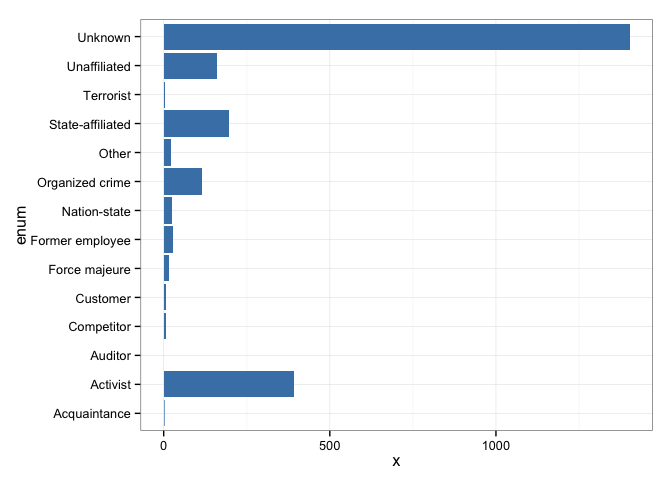 Unknown
Unaffiliated
Terrorist
State-affiliated
Other
Organized crime
Nation-state
Former employee
Force majeure
Customer
Competitor
Auditor
Activist
Acquaintance
enum
0 500 1000
x